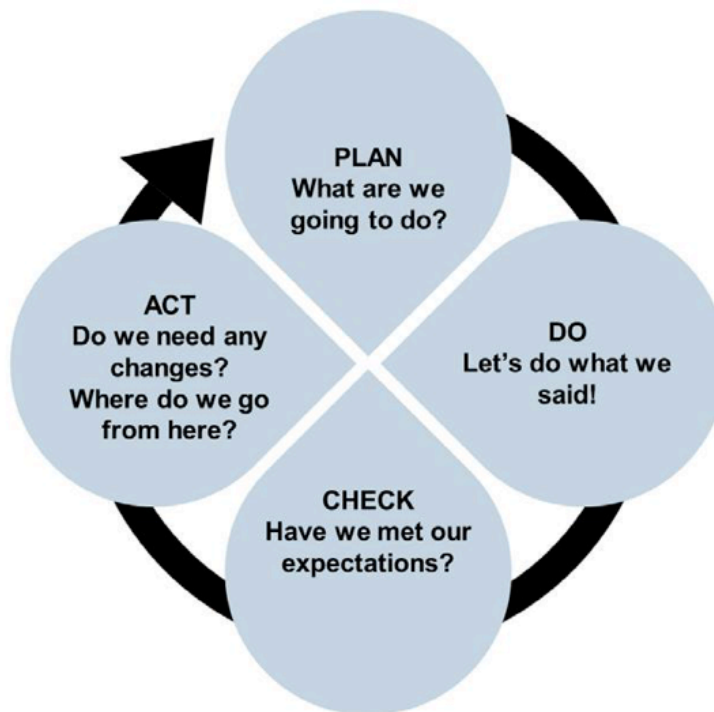 PLAN
What are we
going to do?
DO
Let's do what we
said!
CHECK
Have we met our
expectations?
ACT
Do we need any
changes?
Where do we go
from here?